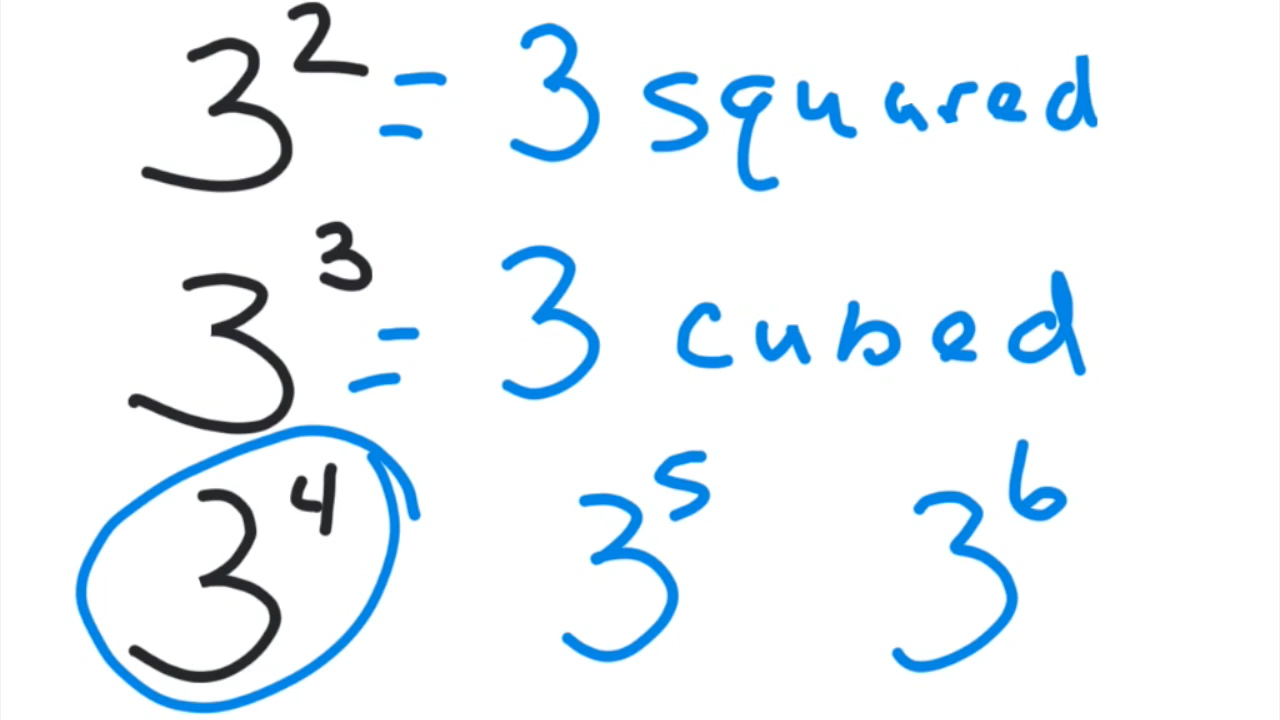 3² = 3 squared
3³ = 3 cubed
3⁴ 3⁵ 3⁶